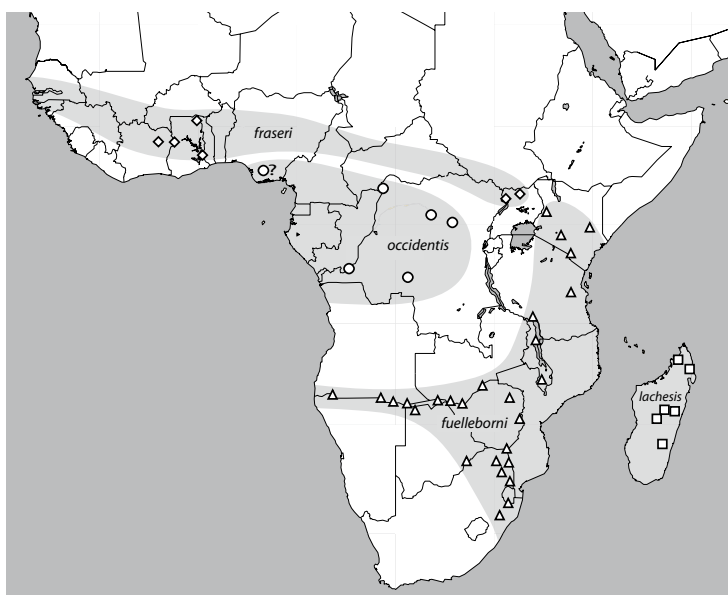 fraseri
?
occidentis
lachesis
fuelleborni